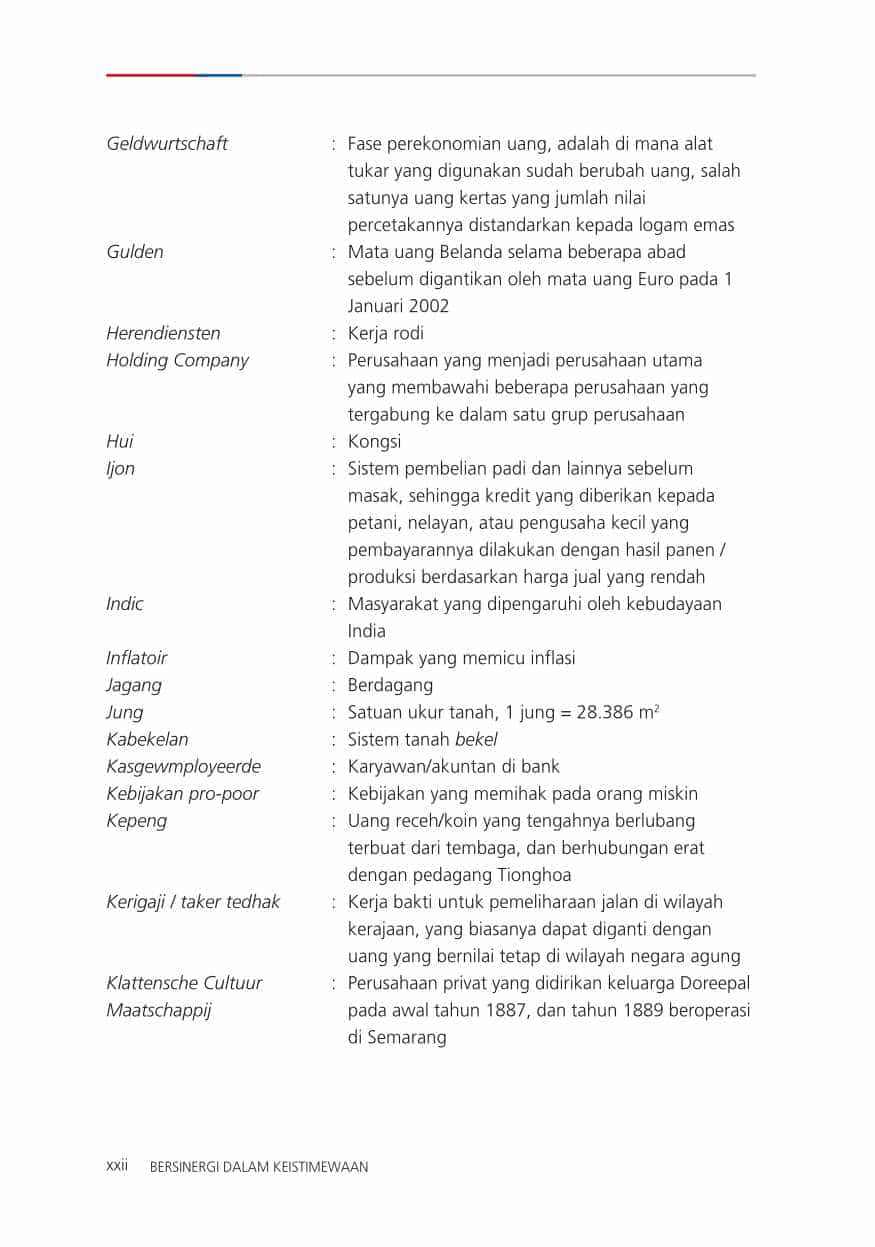 Geldwurtschaft : Fase perekonomian uang, adalah di mana alat
tukar yang digunakan sudah berubah uang, salah
satunya uang kertas yang jumlah nilai
percetakannya distandarkan kepada logam emas
Gulden : Mata uang Belanda selama beberapa abad
sebelum digantikan oleh mata uang Euro pada 1
Januari 2002
Herendiensten : Kerja rodi
Holding Company : Perusahaan yang menjadi perusahaan utama
yang membawahi beberapa perusahaan yang
tergabung ke dalam satu grup perusahaan
Hui : Kongsi
Ijon : Sistem pembelian padi dan lainnya sebelum
masak, sehingga kredit yang diberikan kepada
petani, nelayan, atau pengusaha kecil yang
pembayarannya dilakukan dengan hasil panen /
produksi berdasarkan harga jual yang rendah
Indic : Masyarakat yang dipengaruhi oleh kebudayaan
India
Inflatoir : Dampak yang memicu inflasi
Jagang : Berdagang
Jung : Satuan ukur tanah, 1 jung = 28.386 m²
Kabekelan : Sistem tanah bekel
Kasgewmployeerde : Karyawan/akuntan di bank
Kebijakan pro-poor : Kebijakan yang memihak pada orang miskin
Kepeng : Uang receh/koin yang tengahnya berlubang
terbuat dari tembaga, dan berhubungan erat
dengan pedagang Tionghoa
Kerigaji / taker tedhak : Kerja bakti untuk pemeliharaan jalan di wilayah
kerajaan, yang biasanya dapat diganti dengan
uang yang bernilai tetap di wilayah negara agung
Klattensche Cultuur : Perusahaan privat yang didirikan keluarga Doreepal
Maatschappij pada awal tahun 1887, dan tahun 1889 beroperasi
di Semarang
xxii BERSINERGI DALAM KEISTIMEWAAN